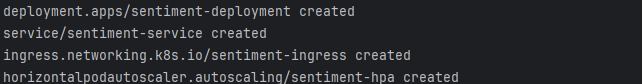 deployment.apps/sentiment-deployment created
service/sentiment-service created
ingress.networking.k8s.io/sentiment-ingress created
horizontalpodautoscaler.autoscaling/sentiment-hpa created